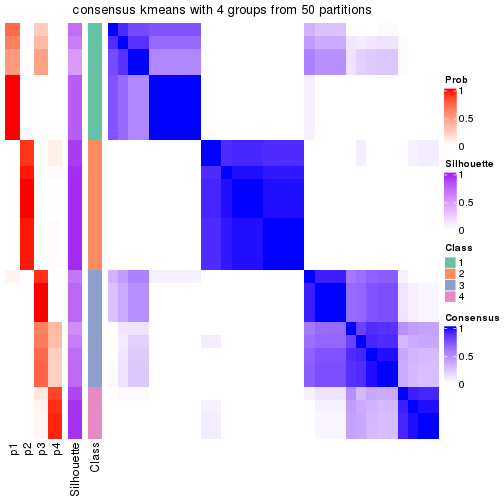 consensus kmeans with 4 groups from 50 partitions
Prob
1
0.5
0
Silhouette
1
0.5
0
Class
1
2
3
4
Consensus
1
0.5
0
p1
p2
p3
p4
Silhouette
Class